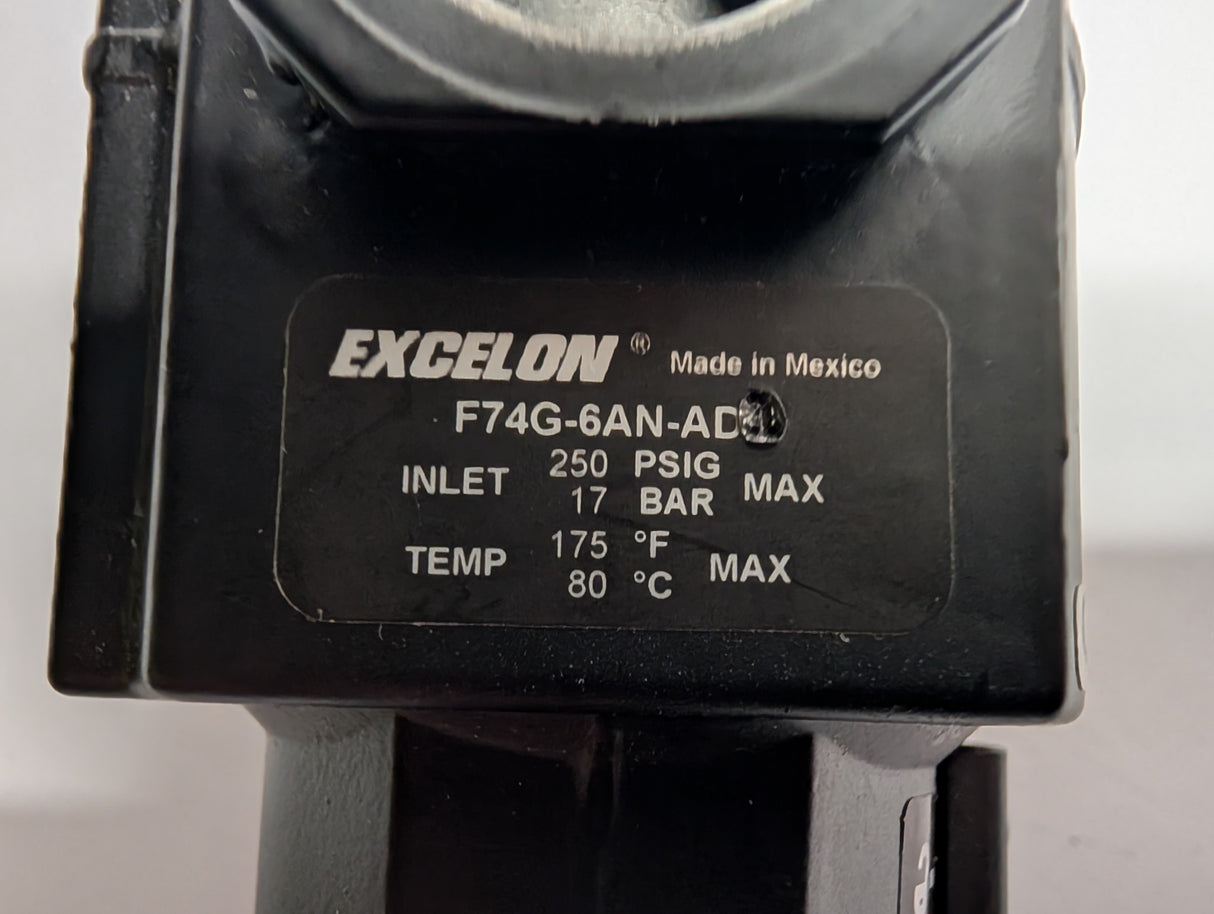 EXCELON ® Made in Mexico
F74G-6AN-AD
INLET 250 PSIG MAX
17 BAR
TEMP 175 °F MAX
80 °C